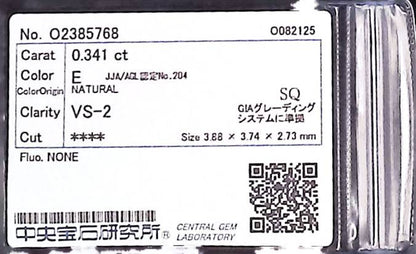 No. O2385768 O082125
Carat 0.341 ct
Color E JJA/AGL認定No.204
ColorOrigin NATURAL
SQ
Clarity VS-2 GIAグレーディング
システムに準拠
Cut **** Size 3.88 × 3.74 × 2.73 mm
Fluo. NONE
中央宝石研究所® CENTRAL GEM
LABORATORY